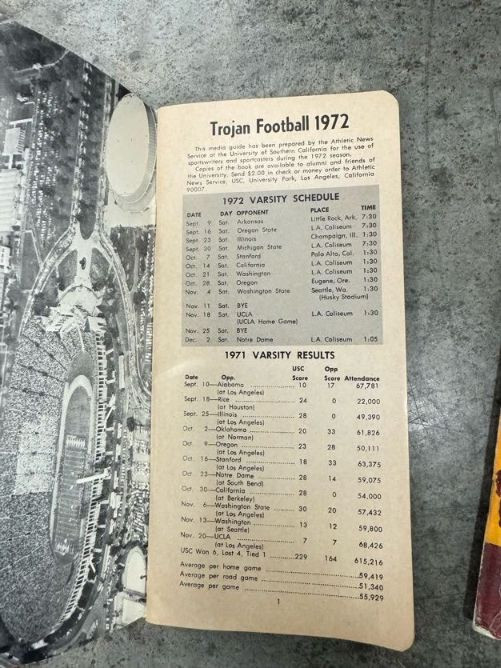 Trojan Football 1972
This media guide has been prepared by the Athletic News
Service at the University of Southern California for the use of
sportswriters and sportcasters during the 1972 season.
Copies of the book are available to alumni and friends of
the University. Send $2.00 in check or money order to Athletic
News Service, USC, University Park, Los Angeles, California
90007.
1972 VARSITY SCHEDULE
DATE DAY OPPONENT PLACE TIME
Sept. 9 Sat. Arkansas Little Rock, Ark. 7:30
Sept. 16 Sat. Oregon State L.A. Coliseum 7:30
Sept. 23 Sat. Illinois Champaign, Ill. 1:30
Sept. 30 Sat. Michigan State L.A. Coliseum 7:30
Oct. 7 Sat. Stanford Palo Alto, Cal. 1:30
Oct. 14 Sat. California L.A. Coliseum 1:30
Oct. 21 Sat. Washington L.A. Coliseum 1:30
Oct. 28 Sat. Oregon Eugene, Ore. 1:30
Nov. 4 Sat. Washington State Seattle, Wa. 1:30
(Husky Stadium)
Nov. 11 Sat. BYE
Nov. 18 Sat. UCLA L.A. Coliseum 1:30
(UCLA Home Game)
Nov. 25 Sat. BYE
Dec. 2 Sat. Notre Dame L.A. Coliseum 1:05
1971 VARSITY RESULTS
USC Opp
Date Opp. Score Score Attendance
Sept. 10—Alabama 10 17 67,781
(at Los Angeles)
Sept. 18—Rice 24 0 22,000
(at Houston)
Sept. 25—Illinois 28 0 49,390
(at Los Angeles)
Oct. 2—Oklahoma 20 33 61,826
(at Norman)
Oct. 9—Oregon 23 28 50,111
(at Los Angeles)
Oct. 16—Stanford 18 33 63,375
(at Los Angeles)
Oct. 23—Notre Dame 28 14 59,075
(at South Bend)
Oct. 30—California 28 0 54,000
(at Berkeley)
Nov. 6—Washington State 30 20 57,432
(at Los Angeles)
Nov. 13—Washington 13 12 59,800
(at Seattle)
Nov. 20—UCLA 7 7 68,426
(at Los Angeles)
USC Won 6, Lost 4, Tied 1 229 164 615,216
Average per home game 59,419
Average per road game 51,340
Average per game 55,929
1